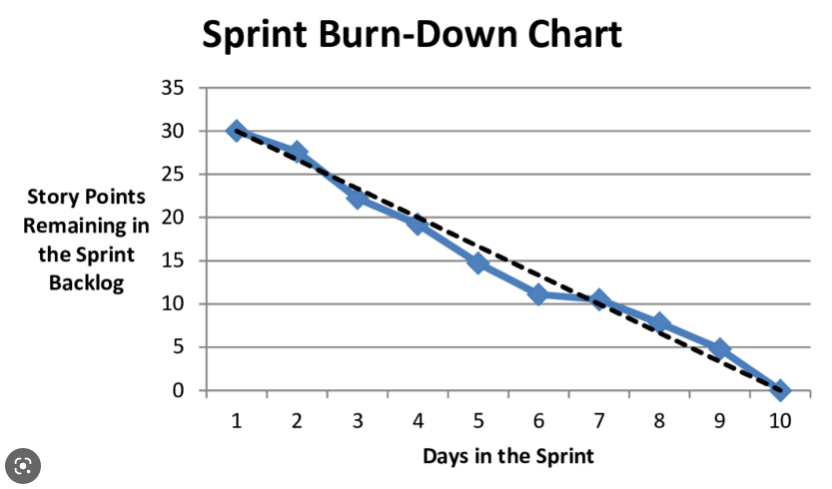 Sprint Burn-Down Chart
35
30
25
20
15
10
5
0
Story Points
Remaining in
the Sprint
Backlog
1 2 3 4 5 6 7 8 9 10
Days in the Sprint